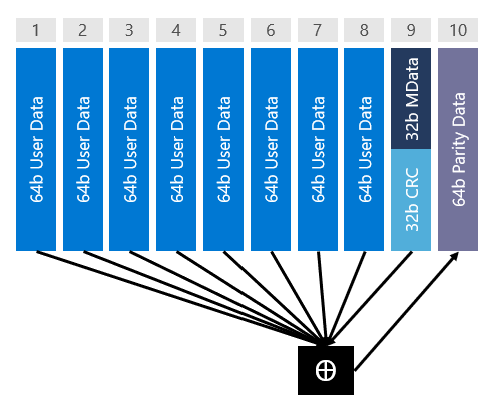 1 2 3 4 5 6 7 8 9 10
64b User Data
64b User Data
64b User Data
64b User Data
64b User Data
64b User Data
64b User Data
64b User Data
32b MData
32b CRC
64b Parity Data